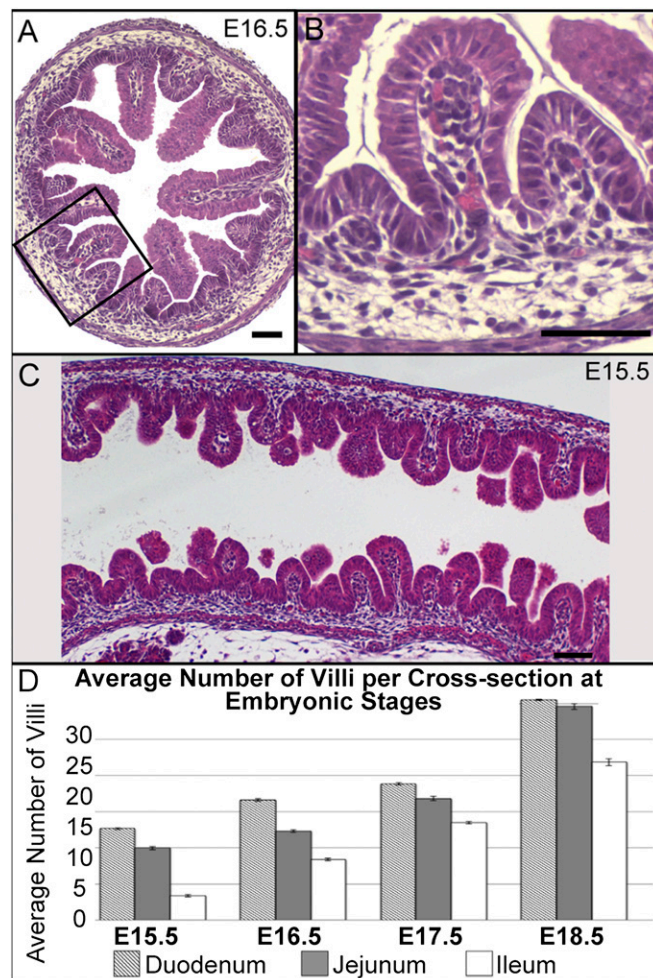 A
E16.5
B
C
E15.5
D
Average Number of Villi per Cross-section at
Embryonic Stages
Average Number of Villi
30
25
20
15
10
5
0
E15.5 E16.5 E17.5 E18.5
Duodenum Jejunum Ileum